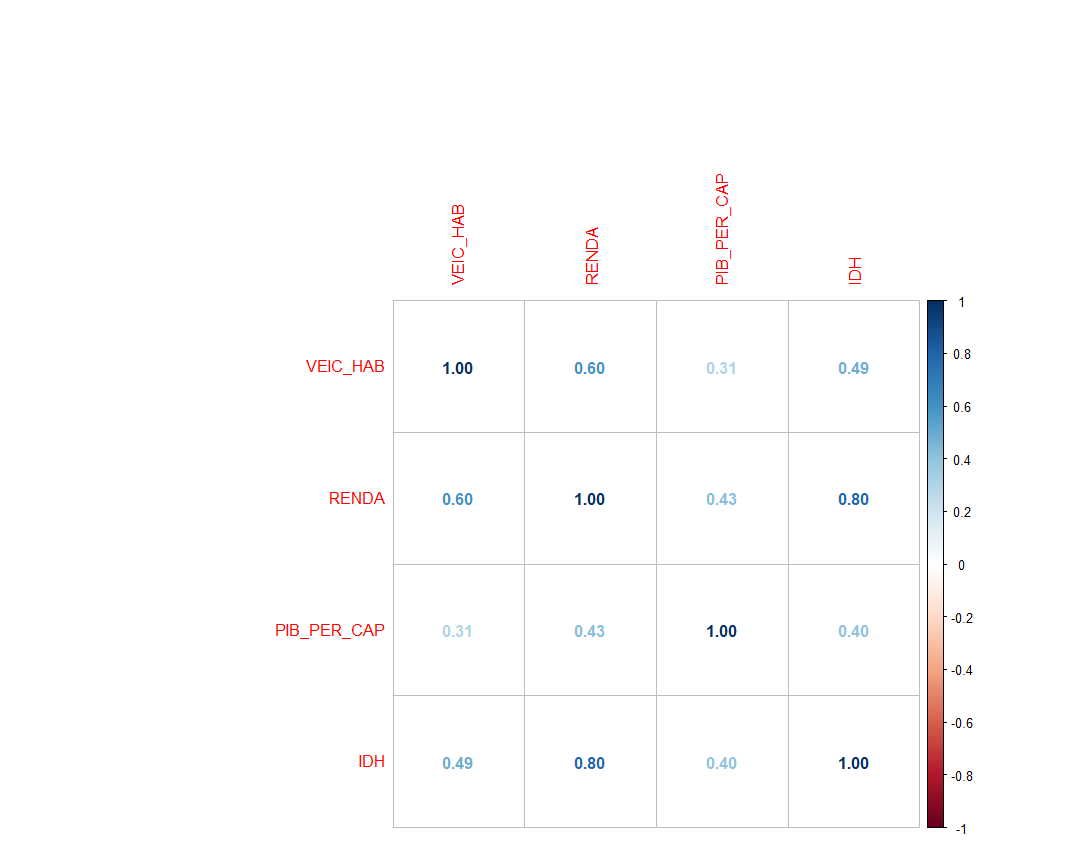 VEIC_HAB RENDA PIB_PER_CAP IDH
VEIC_HAB 1.00 0.60 0.31 0.49
RENDA 0.60 1.00 0.43 0.80
PIB_PER_CAP 0.31 0.43 1.00 0.40
IDH 0.49 0.80 0.40 1.00
1
0.8
0.6
0.4
0.2
0
-0.2
-0.4
-0.6
-0.8
-1